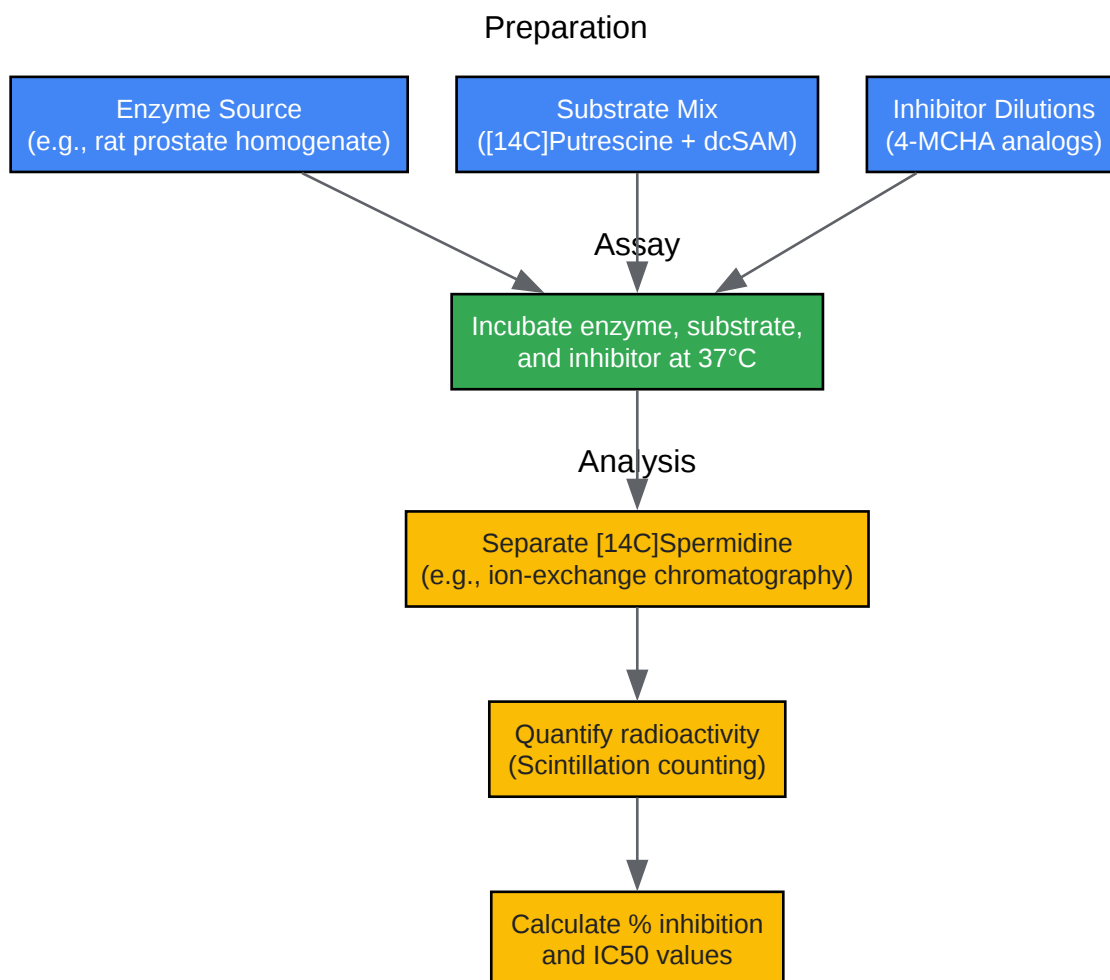 Preparation
Enzyme Source
(e.g., rat prostate homogenate)
Substrate Mix
([14C]Putrescine + dcSAM)
Inhibitor Dilutions
(4-MCHA analogs)
Assay
Incubate enzyme, substrate,
and inhibitor at 37°C
Analysis
Separate [14C]Spermidine
(e.g., ion-exchange chromatography)
Quantify radioactivity
(Scintillation counting)
Calculate % inhibition
and IC50 values